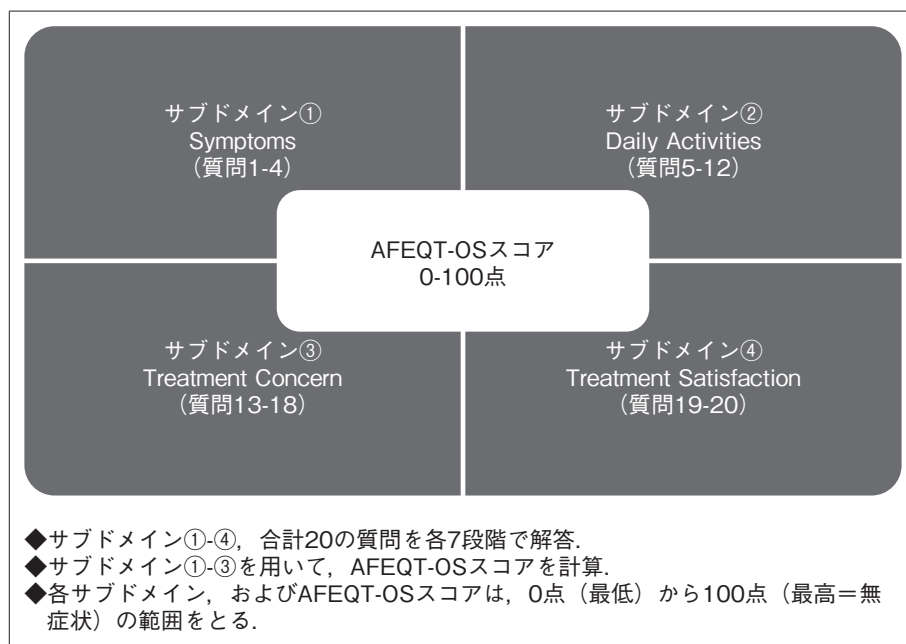 サブドメイン①
Symptoms
（質問1-4）
サブドメイン②
Daily Activities
（質問5-12）
AFEQT-OSスコア
0-100点
サブドメイン③
Treatment Concern
（質問13-18）
サブドメイン④
Treatment Satisfaction
（質問19-20）
◆サブドメイン①-④，合計20の質問を各7段階で解答．
◆サブドメイン①-③を用いて，AFEQT-OSスコアを計算．
◆各サブドメイン，およびAFEQT-OSスコアは，0点（最低）から100点（最高＝無
症状）の範囲をとる．